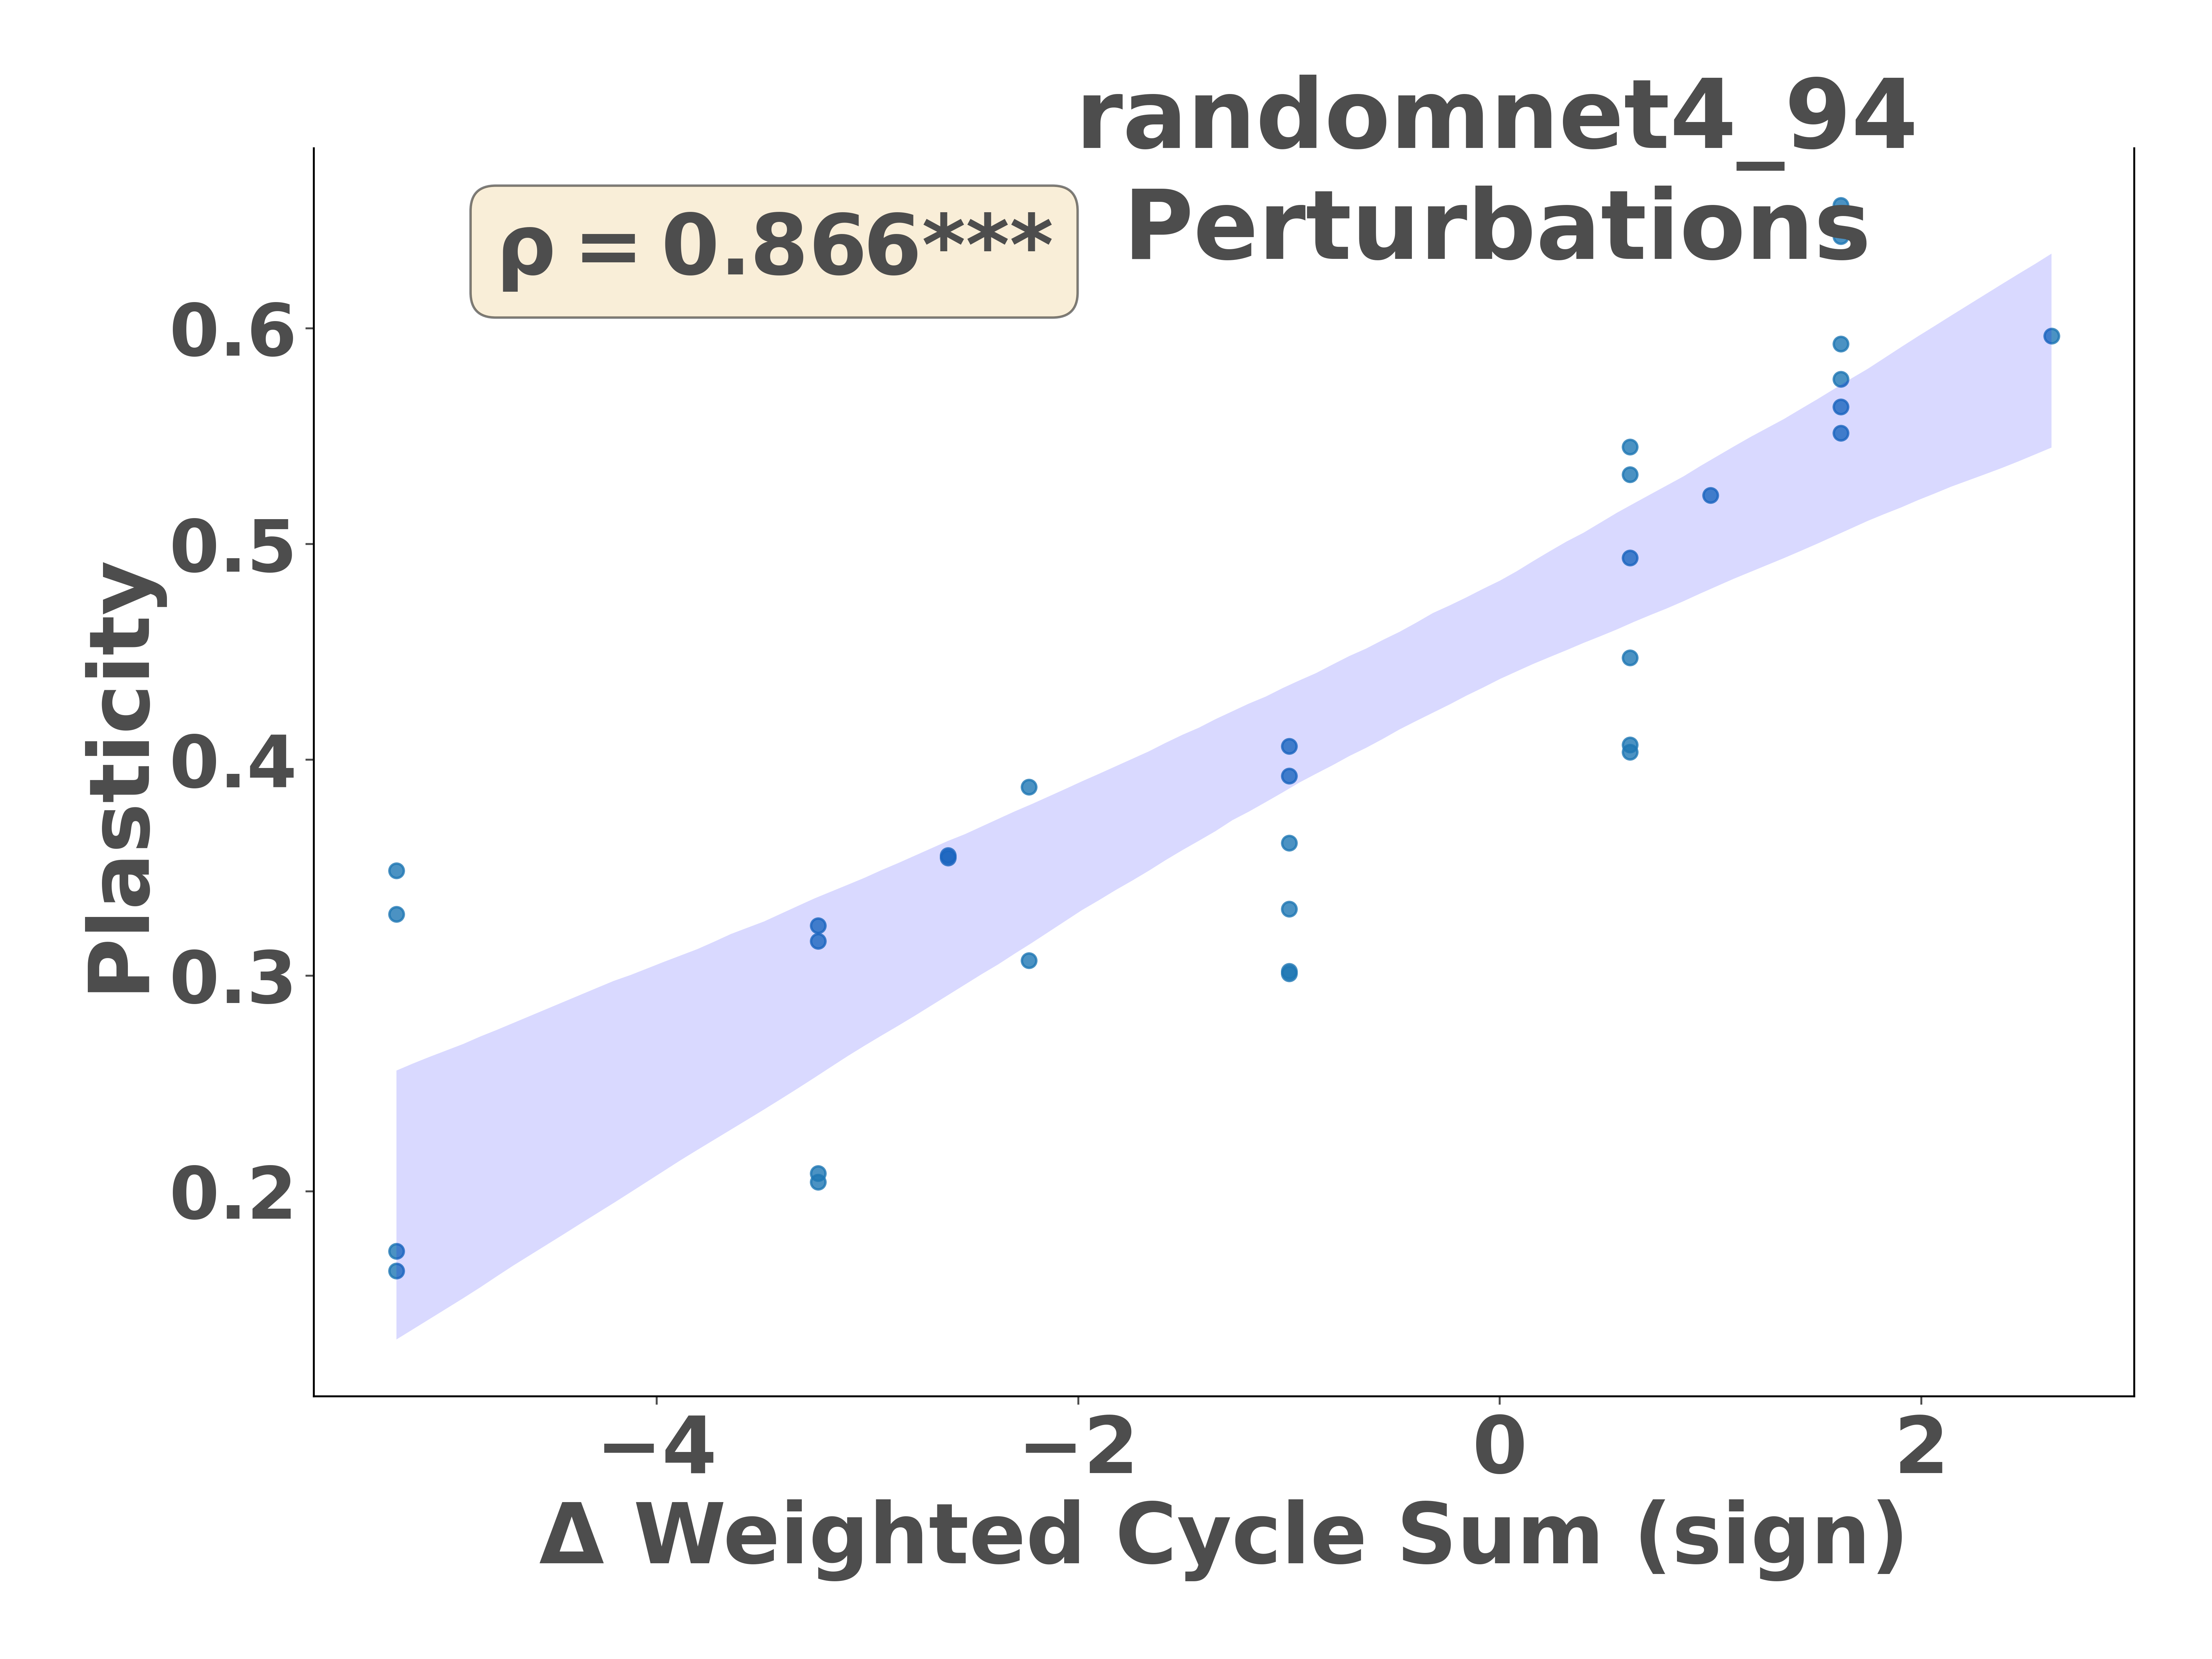 randomnet4_94
Perturbations
ρ = 0.866***
0.6
0.5
0.4
0.3
0.2
Plasticity
−4
−2
0
2
Δ Weighted Cycle Sum (sign)